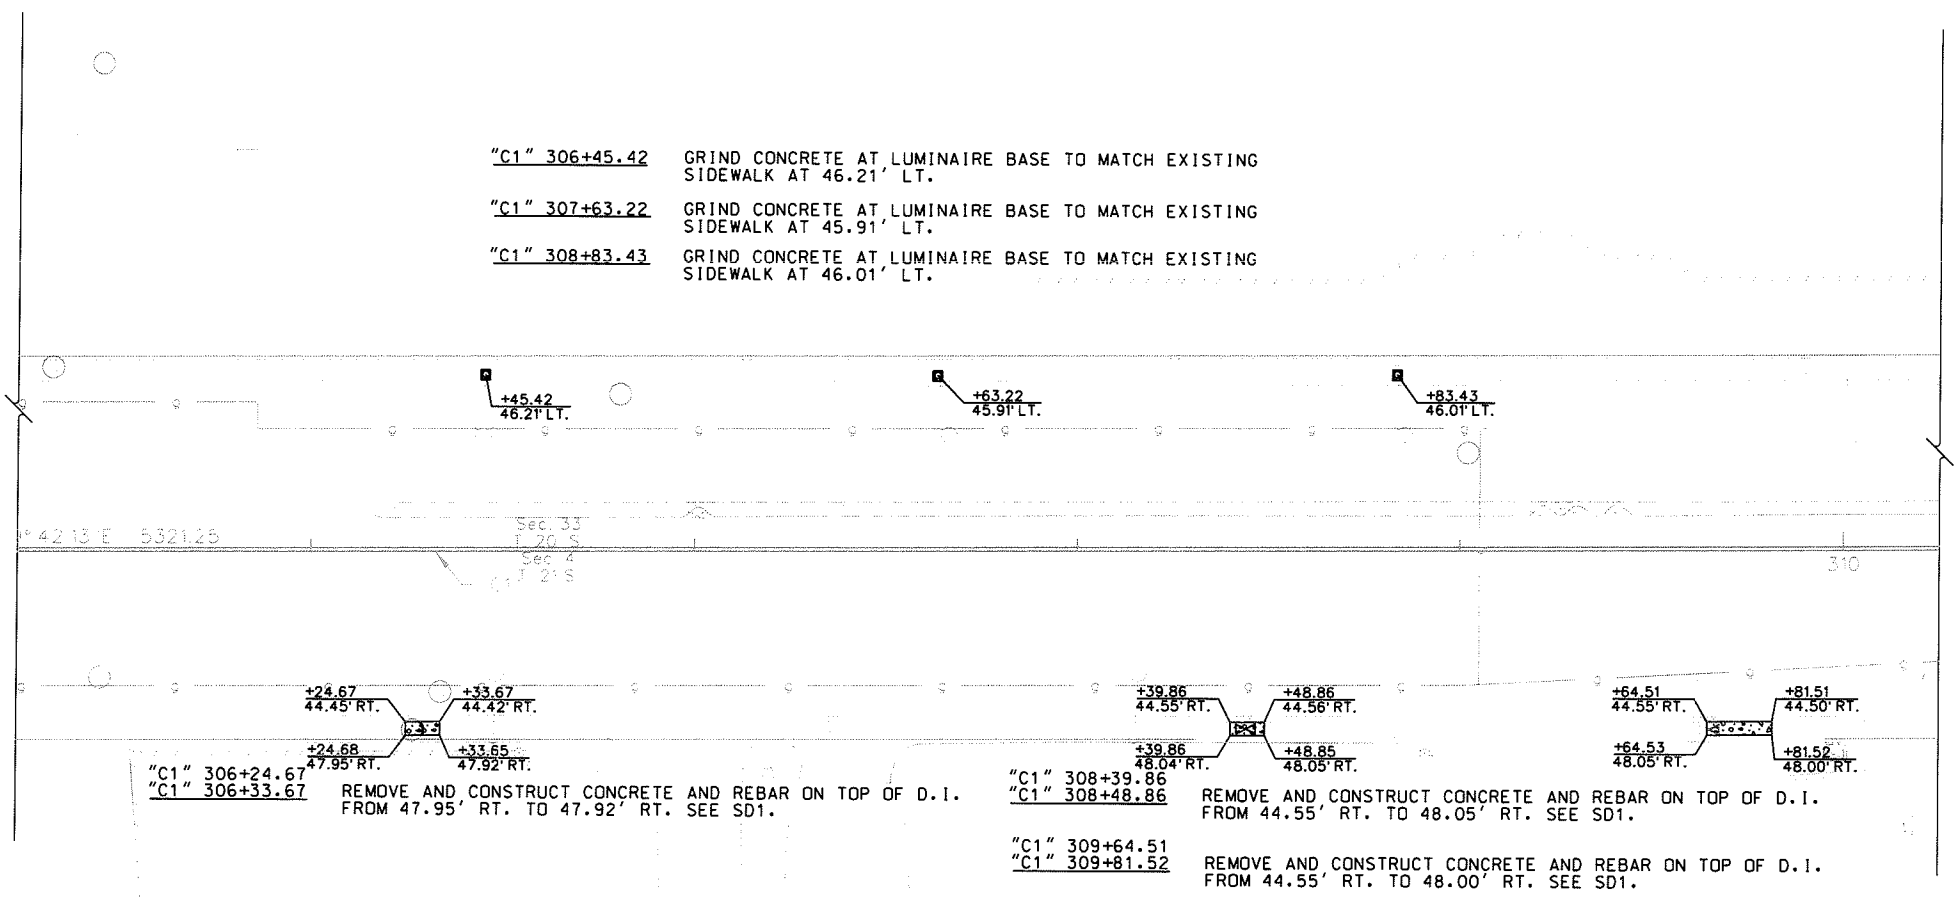 "C1" 306+45.42 GRIND CONCRETE AT LUMINAIRE BASE TO MATCH EXISTING
SIDEWALK AT 46.21' LT.
"C1" 307+63.22 GRIND CONCRETE AT LUMINAIRE BASE TO MATCH EXISTING
SIDEWALK AT 45.91' LT.
"C1" 308+83.43 GRIND CONCRETE AT LUMINAIRE BASE TO MATCH EXISTING
SIDEWALK AT 46.01' LT.
+45.42
46.21' LT.
+63.22
45.91' LT.
+83.43
46.01' LT.
42 13 E 5321.25
Sec. 33
T 20 S
Sec 4
T 21 S
C1
310
+24.67
44.45' RT.
+33.67
44.42' RT.
+24.68
47.95' RT.
+33.65
47.92' RT.
+39.86
44.55' RT.
+48.86
44.56' RT.
+39.86
48.04' RT.
+48.85
48.05' RT.
+64.51
44.55' RT.
+81.51
44.50' RT.
+64.53
48.05' RT.
+81.52
48.00' RT.
"C1" 306+24.67
"C1" 306+33.67 REMOVE AND CONSTRUCT CONCRETE AND REBAR ON TOP OF D.I.
FROM 47.95' RT. TO 47.92' RT. SEE SD1.
"C1" 308+39.86
"C1" 308+48.86 REMOVE AND CONSTRUCT CONCRETE AND REBAR ON TOP OF D.I.
FROM 44.55' RT. TO 48.05' RT. SEE SD1.
"C1" 309+64.51
"C1" 309+81.52 REMOVE AND CONSTRUCT CONCRETE AND REBAR ON TOP OF D.I.
FROM 44.55' RT. TO 48.00' RT. SEE SD1.